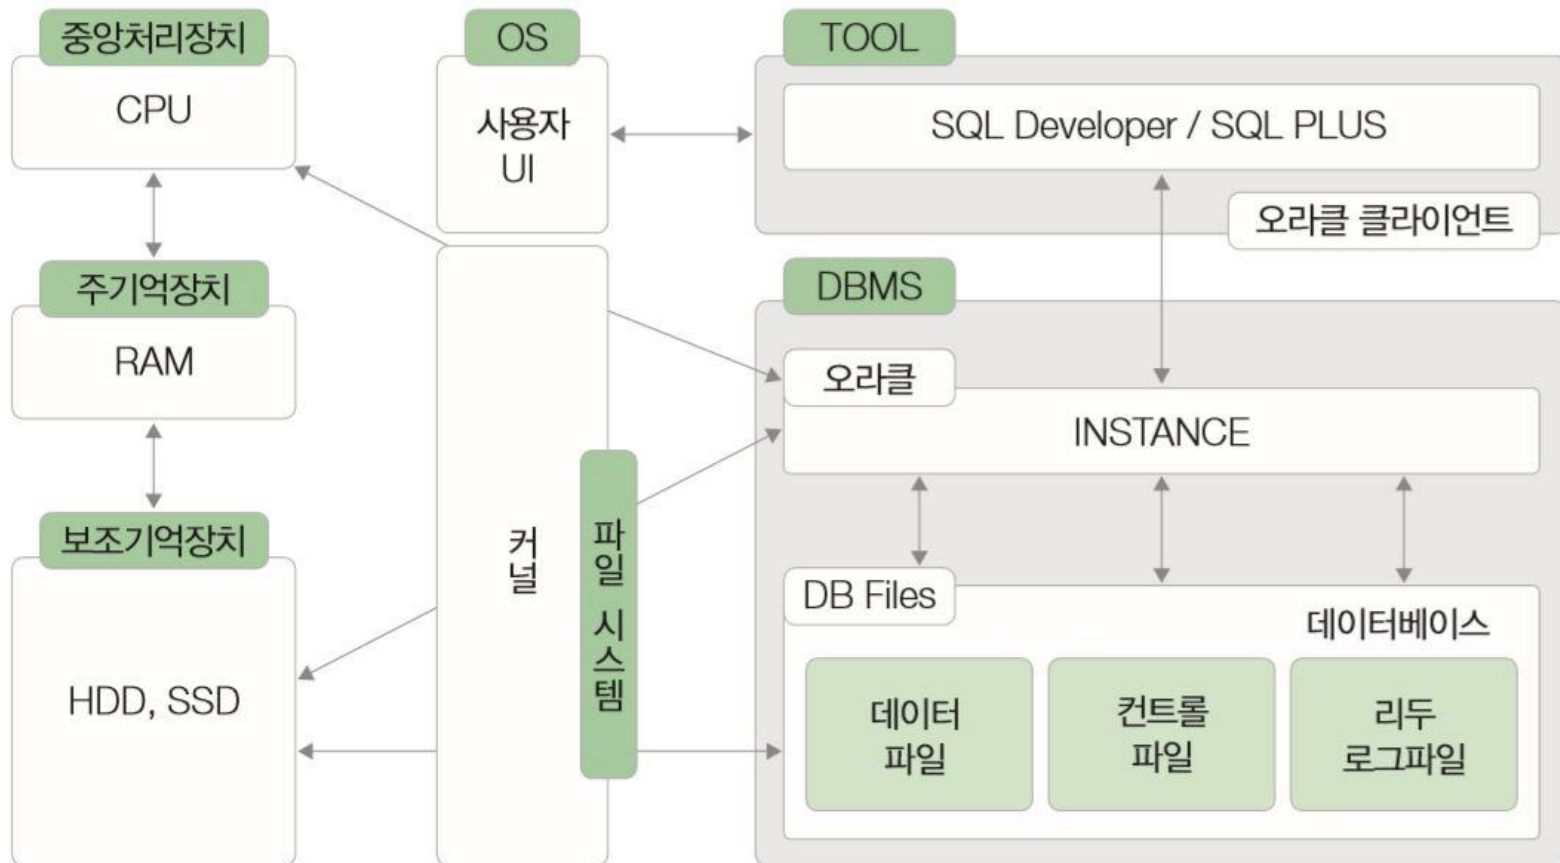 중앙처리장치
CPU
주기억장치
RAM
보조기억장치
HDD, SSD
OS
사용자
UI
커널
파일 시스템
TOOL
SQL Developer / SQL PLUS
오라클 클라이언트
DBMS
오라클
INSTANCE
DB Files
데이터베이스
데이터
파일
컨트롤
파일
리두
로그파일